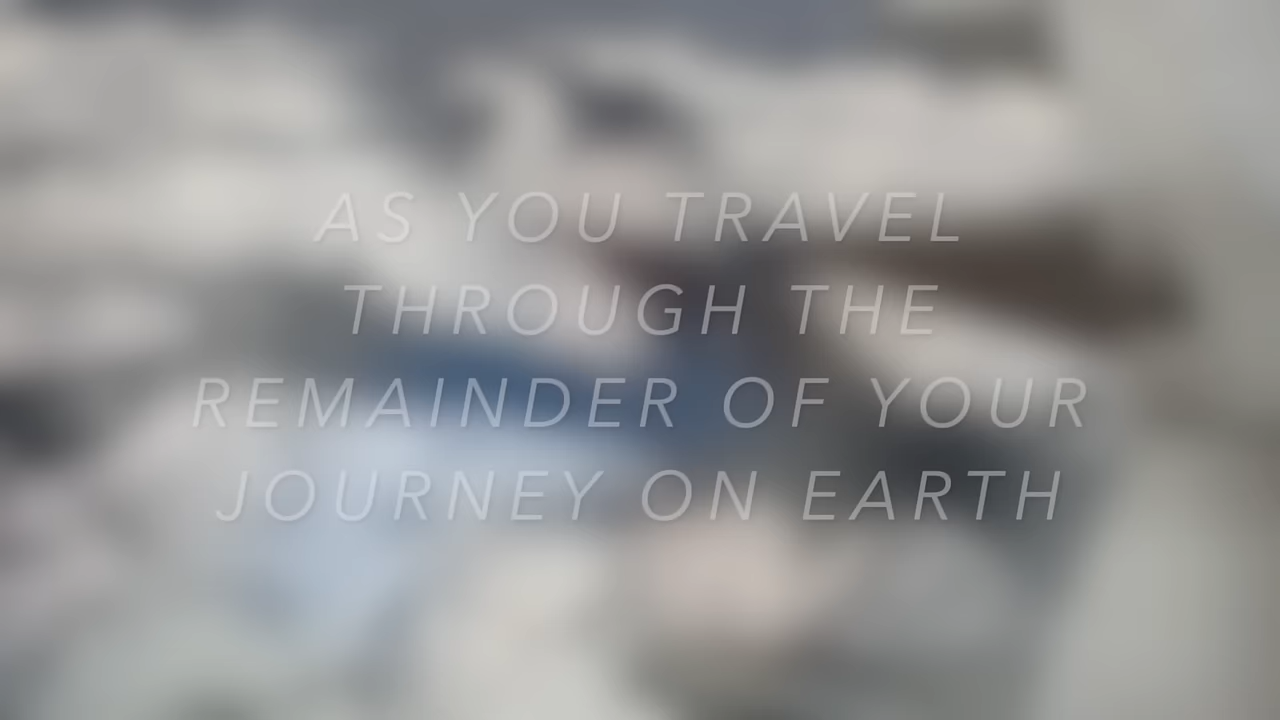 AS YOU TRAVEL
THROUGH THE
REMAINDER OF YOUR
JOURNEY ON EARTH